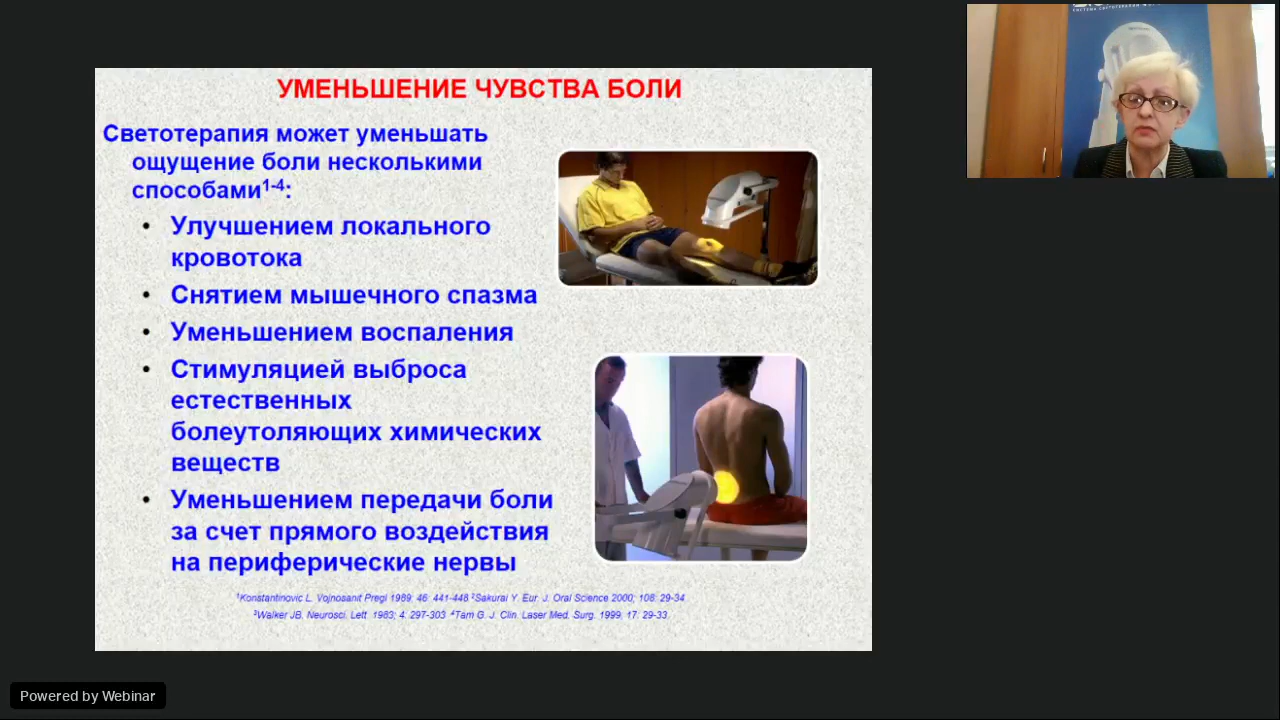 УМЕНЬШЕНИЕ ЧУВСТВА БОЛИ
Светотерапия может уменьшать
ощущение боли несколькими
способами1-4:
• Улучшением локального
кровотока
• Снятием мышечного спазма
• Уменьшением воспаления
• Стимуляцией выброса
естественных
болеутоляющих химических
веществ
• Уменьшением передачи боли
за счет прямого воздействия
на периферические нервы
1Konstantinovic L. Vojnosanit Pregl 1989; 46: 441-448 2Sakurai Y. Eur. J. Oral Science 2000; 108: 29-34
3Walker JB. Neurosci. Lett. 1983; 4: 297-303 4Tam G. J. Clin. Laser Med. Surg. 1999; 17: 29-33.
Powered by Webinar